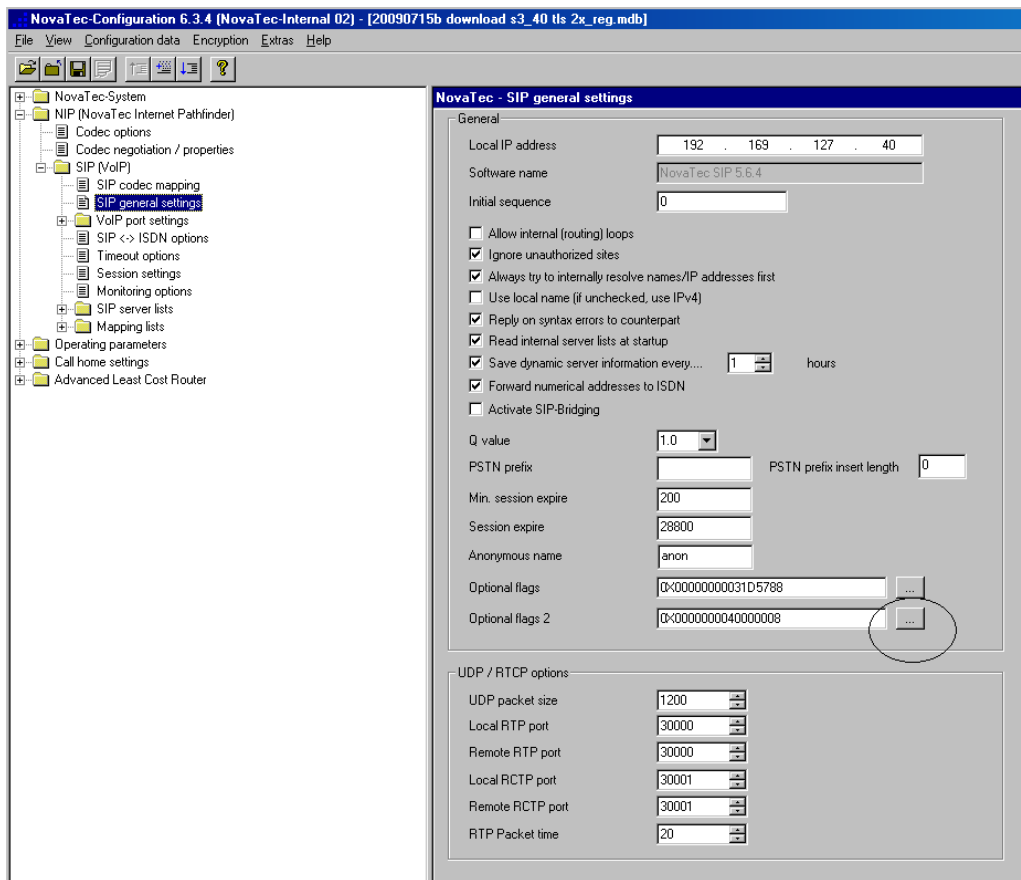 NovaTec-Configuration 6.3.4 (NovaTec-Internal 02) - [20090715b download s3_40 tls 2x_reg.mdb]
File View Configuration data Encryption Extras Help
NovaTec-System
NIP (NovaTec Internet Pathfinder)
Codec options
Codec negotiation / properties
SIP (VoIP)
SIP codec mapping
SIP general settings
VoIP port settings
SIP <-> ISDN options
Timeout options
Session settings
Monitoring options
SIP server lists
Mapping lists
Operating parameters
Call home settings
Advanced Least Cost Router
NovaTec - SIP general settings
General
Local IP address 192 . 169 . 127 . 40
Software name NovaTec SIP 5.6.4
Initial sequence 0
Allow internal (routing) loops
Ignore unauthorized sites
Always try to internally resolve names/IP addresses first
Use local name (if unchecked, use IPv4)
Reply on syntax errors to counterpart
Read internal server lists at startup
Save dynamic server information every.... 1 hours
Forward numerical addresses to ISDN
Activate SIP-Bridging
Q value 1.0
PSTN prefix PSTN prefix insert length 0
Min. session expire 200
Session expire 28800
Anonymous name anon
Optional flags 0X00000000031D5788 ...
Optional flags 2 0X0000000040000008 ...
UDP / RTCP options
UDP packet size 1200
Local RTP port 30000
Remote RTP port 30000
Local RCTP port 30001
Remote RCTP port 30001
RTP Packet time 20